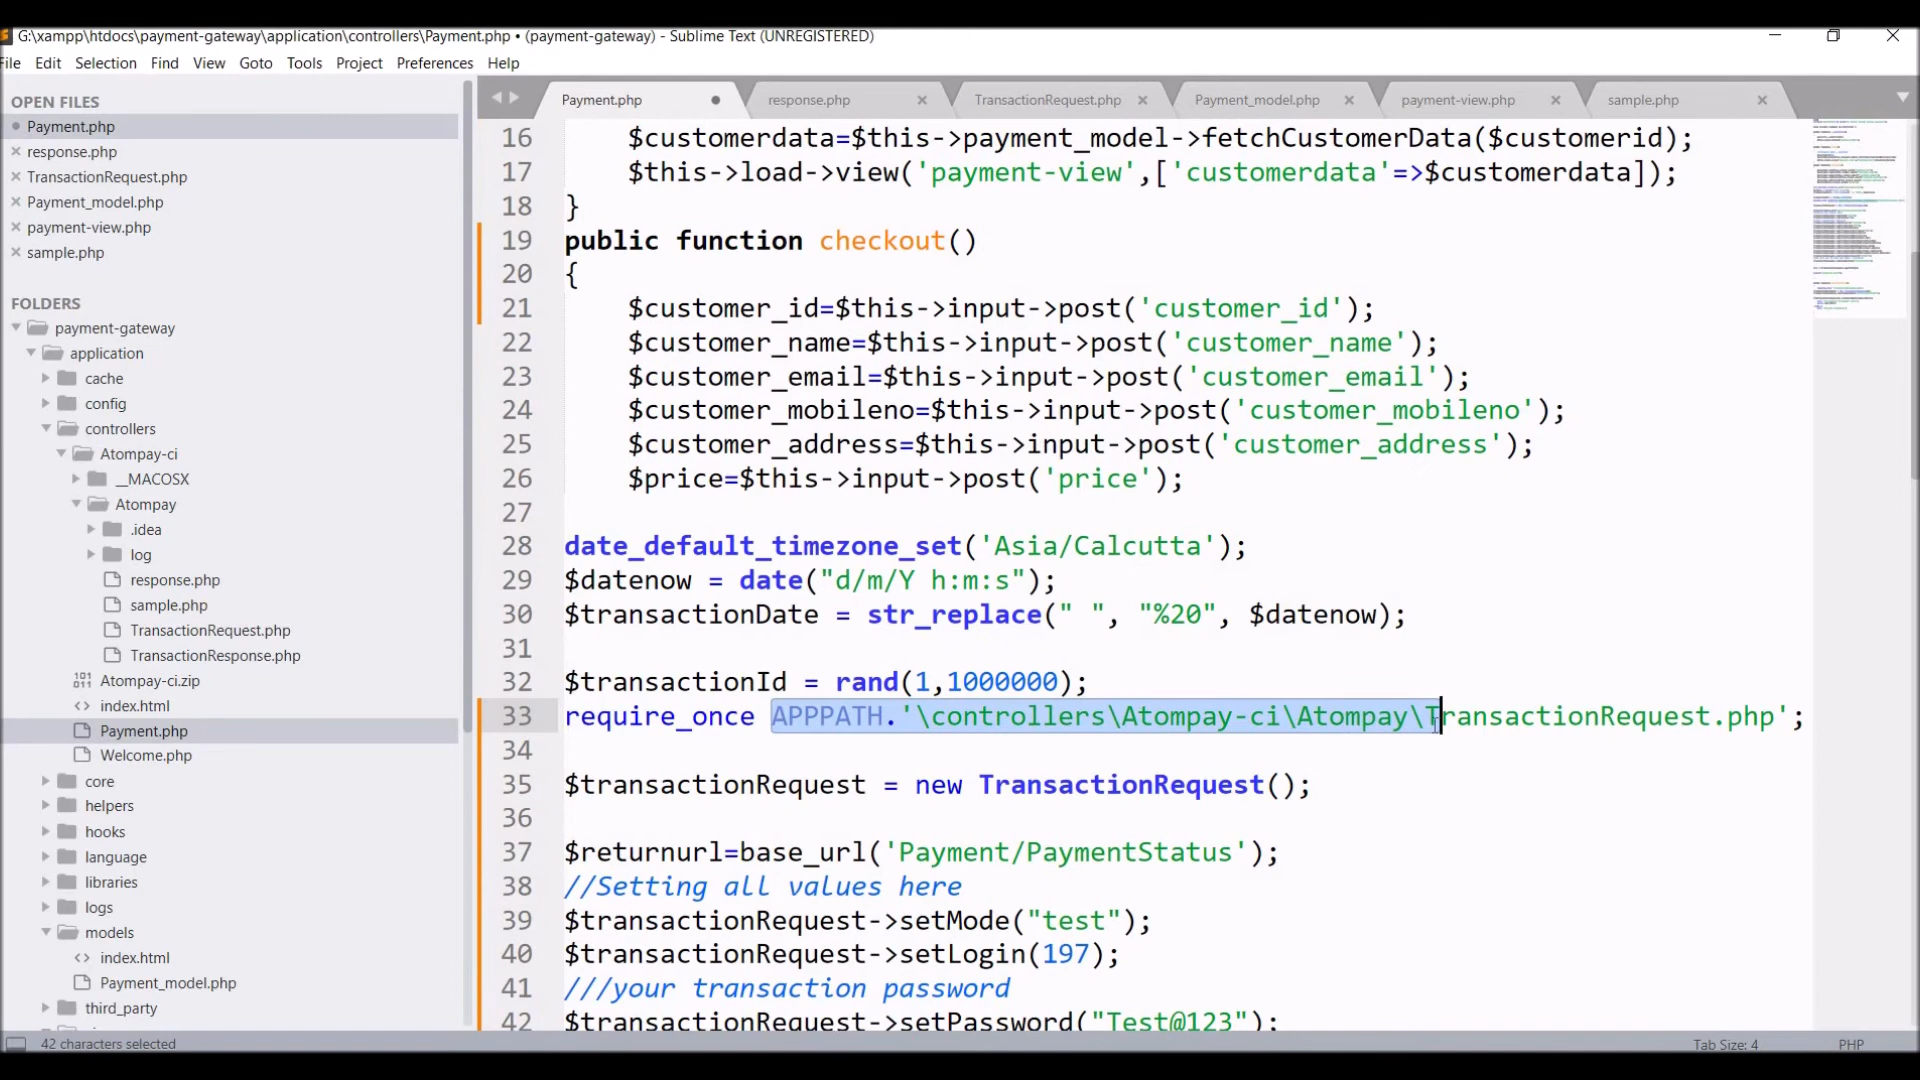 G:\xampp\htdocs\payment-gateway\application\controllers\Payment.php • (payment-gateway) - Sublime Text (UNREGISTERED)
File Edit Selection Find View Goto Tools Project Preferences Help
OPEN FILES
Payment.php
response.php
TransactionRequest.php
Payment_model.php
payment-view.php
sample.php
FOLDERS
payment-gateway
application
cache
config
controllers
Atompay-ci
__MACOSX
Atompay
.idea
log
response.php
sample.php
TransactionRequest.php
TransactionResponse.php
Atompay-ci.zip
index.html
Payment.php
Welcome.php
core
helpers
hooks
language
libraries
logs
models
index.html
Payment_model.php
third_party
Payment.php response.php TransactionRequest.php Payment_model.php payment-view.php sample.php
16 $customerdata=$this->payment_model->fetchCustomerData($customerid);
17 $this->load->view('payment-view',['customerdata'=>$customerdata]);
18 }
19 public function checkout()
20 {
21 $customer_id=$this->input->post('customer_id');
22 $customer_name=$this->input->post('customer_name');
23 $customer_email=$this->input->post('customer_email');
24 $customer_mobileno=$this->input->post('customer_mobileno');
25 $customer_address=$this->input->post('customer_address');
26 $price=$this->input->post('price');
27
28 date_default_timezone_set('Asia/Calcutta');
29 $datenow = date("d/m/Y h:m:s");
30 $transactionDate = str_replace(" ", "%20", $datenow);
31
32 $transactionId = rand(1,1000000);
33 require_once APPPATH.'\controllers\Atompay-ci\Atompay\TransactionRequest.php';
34
35 $transactionRequest = new TransactionRequest();
36
37 $returnurl=base_url('Payment/PaymentStatus');
38 //Setting all values here
39 $transactionRequest->setMode("test");
40 $transactionRequest->setLogin(197);
41 ///your transaction password
42 $transactionRequest->setPassword("Test@123");
42 characters selected
Tab Size: 4
PHP